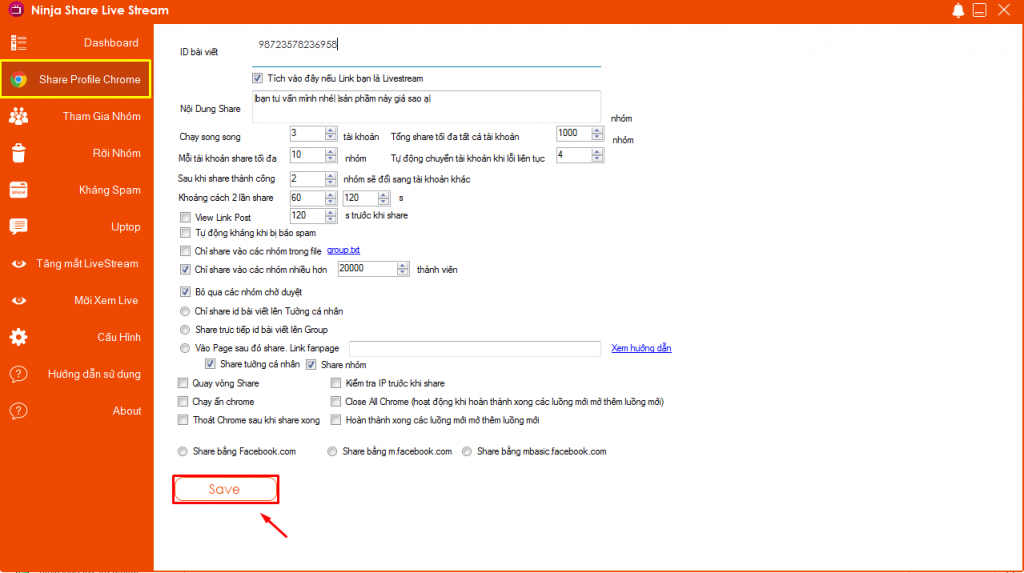 Ninja Share Live Stream
Dashboard
Share Profile Chrome
Tham Gia Nhóm
Rời Nhóm
SPAM
Kháng Spam
Uptop
Tăng mắt LiveStream
Mời Xem Live
Cấu Hình
Hướng dẫn sử dụng
About
ID bài viết 98723578236958
Tích vào đây nếu Link bạn là Livestream
Nội Dung Share |bạn tư vấn mình nhé| |sản phẩm này giá sao ạ|
nhóm
Chạy song song 3 tài khoản Tổng share tối đa tất cả tài khoản 1000
nhóm
Mỗi tài khoản share tối đa 10 nhóm Tự động chuyển tài khoản khi lỗi liên tục 4
Sau khi share thành công 2 nhóm sẽ đổi sang tài khoản khác
Khoảng cách 2 lần share 60 120 s
View Link Post 120 s trước khi share
Tự động kháng khi bị báo spam
Chỉ share vào các nhóm trong file group.txt
Chỉ share vào các nhóm nhiều hơn 20000 thành viên
Bỏ qua các nhóm chờ duyệt
Chỉ share id bài viết lên Tường cá nhân
Share trực tiếp id bài viết lên Group
Vào Page sau đó share. Link fanpage Xem hướng dẫn
Share tường cá nhân Share nhóm
Quay vòng Share Kiểm tra IP trước khi share
Chạy ẩn chrome Close All Chrome (hoạt động khi hoàn thành xong các luồng mới mở thêm luồng mới)
Thoát Chrome sau khi share xong Hoàn thành xong các luồng mới mở thêm luồng mới
Share bằng Facebook.com Share bằng m.facebook.com Share bằng mbasic.facebook.com
Save